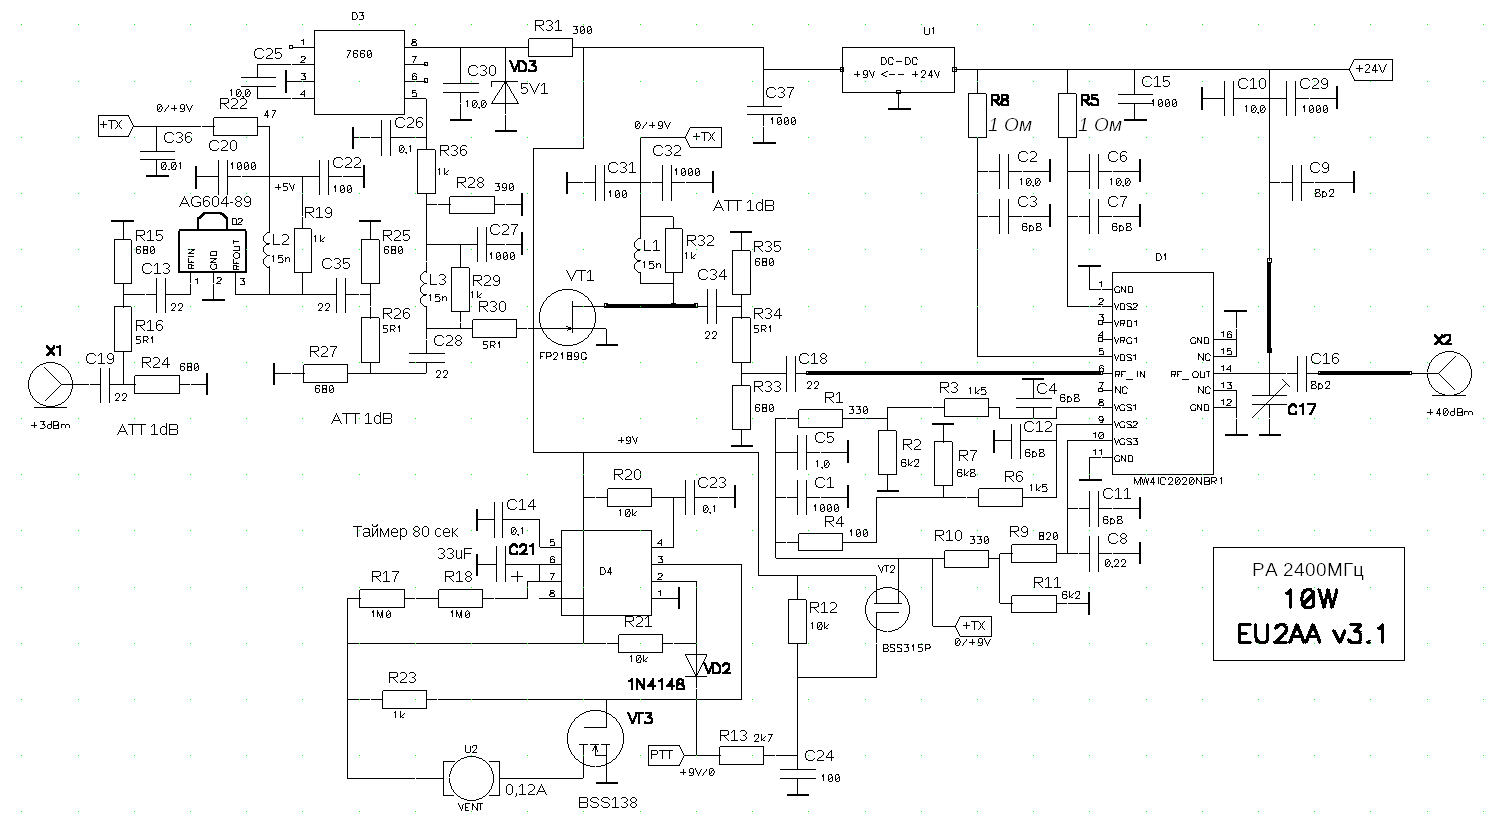 D3
7660
1
2
3
4
8
7
6
5
C25
10,0
R22
47
0/+9V
+TX
C36
0,01
C20
1000
C22
100
+5V
AG604-89
D2
RFIN
GND
RFOUT
1
2
3
L2
15n
R19
1k
R15
680
C13
22
R16
5R1
X1
+3dBm
C19
22
R24
680
ATT 1dB
C35
22
R25
680
R26
5R1
R27
680
ATT 1dB
C26
0,1
R36
1k
R28
390
C27
1000
L3
15n
R29
1k
R30
5R1
C28
22
C30
10,0
VD3
5V1
R31
300
VT1
FP2189G
0/+9V
+TX
C31
100
C32
1000
ATT 1dB
L1
15n
R32
1k
C34
22
R35
680
R34
5R1
R33
680
C18
22
C37
1000
U1
DC-DC
+9V <-- +24V
+24V
R8
1 Ом
R5
1 Ом
C15
1000
C10
10,0
C29
1000
C2
10,0
C3
6p8
C6
10,0
C7
6p8
C9
8p2
D1
1 GND
2 VDS2
3 VRD1
4 VRG1
5 VDS1
6 RF_IN
7 NC
8 VGS1
9 VGS2
10 VGS3
11 GND
GND 16
NC 15
RF_OUT 14
NC 13
GND 12
MW4IC2020NBR1
C16
8p2
C17
X2
+40dBm
R1
330
C5
1,0
C1
1000
R4
100
R3
1k5
C4
6p8
R2
6k2
R7
6k8
C12
6p8
R6
1k5
C11
6p8
R10
330
R9
820
C8
0,22
R11
6k2
+TX
0/+9V
VT2
BSS315P
R12
10k
+9V
R20
10k
C23
0,1
C14
0,1
Таймер 80 сек
33uF
C21
+
D4
5
6
7
8
4
3
2
1
R17
1M0
R18
1M0
R21
10k
VD2
1N4148
R23
1k
VT3
BSS138
U2
VENT
0,12A
PTT
+9V/0
R13
2k7
C24
100
PA 2400МГц
10W
EU2AA v3.1